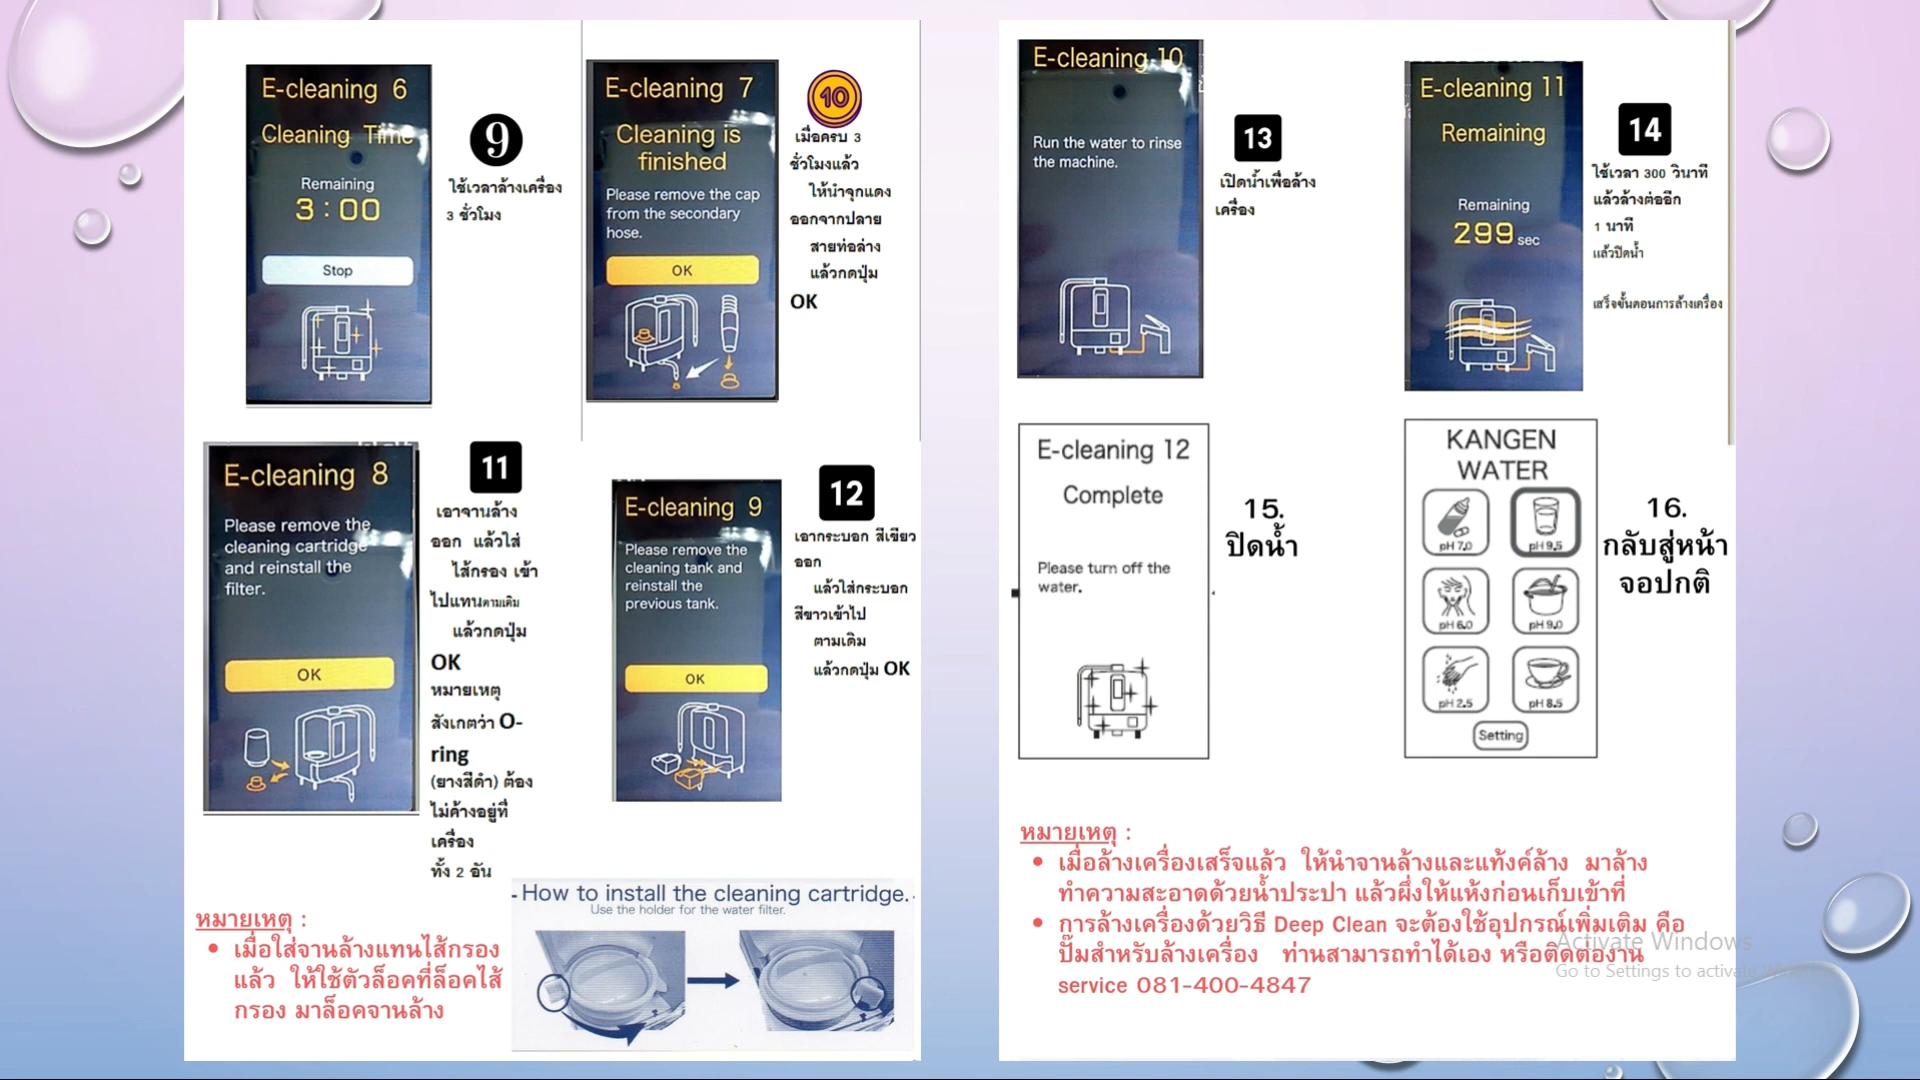 E-cleaning 6
Cleaning Time
Remaining
3 : 00
Stop
9
ใช้เวลาล้างเครื่อง
3 ชั่วโมง
E-cleaning 7
Cleaning is
finished
Please remove the cap
from the secondary
hose.
OK
10
เมื่อครบ 3
ชั่วโมงแล้ว
ให้นำจุกแดง
ออกจากปลาย
สายท่อล่าง
แล้วกดปุ่ม
OK
E-cleaning 8
Please remove the
cleaning cartridge
and reinstall the
filter.
OK
11
เอาจานล้าง
ออก แล้วใส่
ไส้กรอง เข้า
ไปแทนตามเดิม
แล้วกดปุ่ม
OK
หมายเหตุ
สังเกตว่า O-
ring
(ยางสีดำ) ต้อง
ไม่ค้างอยู่ที่
เครื่อง
ทั้ง 2 อัน
E-cleaning 9
Please remove the
cleaning tank and
reinstall the
previous tank.
OK
12
เอากระบอก สีเขียว
ออก
แล้วใส่กระบอก
สีขาวเข้าไป
ตามเดิม
แล้วกดปุ่ม OK
หมายเหตุ :
• เมื่อใส่จานล้างแทนไส้กรอง
แล้ว ให้ใช้ตัวล็อคที่ล็อคไส้
กรอง มาล็อคจานล้าง
How to install the cleaning cartridge.
Use the holder for the water filter.
E-cleaning 10
Run the water to rinse
the machine.
13
เปิดน้ำเพื่อล้าง
เครื่อง
E-cleaning 11
Remaining
Remaining
299 sec
14
ใช้เวลา 300 วินาที
แล้วล้างต่ออีก
1 นาที
แล้วปิดน้ำ
เสร็จขั้นตอนการล้างเครื่อง
E-cleaning 12
Complete
Please turn off the
water.
15.
ปิดน้ำ
KANGEN
WATER
pH 7.0
pH 9.5
pH 6.0
pH 9.0
pH 2.5
pH 8.5
Setting
16.
กลับสู่หน้า
จอปกติ
หมายเหตุ :
• เมื่อล้างเครื่องเสร็จแล้ว ให้นำจานล้างและแท้งค์ล้าง มาล้าง
ทำความสะอาดด้วยน้ำประปา แล้วผึ่งให้แห้งก่อนเก็บเข้าที่
• การล้างเครื่องด้วยวิธี Deep Clean จะต้องใช้อุปกรณ์เพิ่มเติม คือ
ปั๊มสำหรับล้างเครื่อง ท่านสามารถทำได้เอง หรือติดต่องาน
service 081-400-4847
Activate Windows
Go to Settings to activate